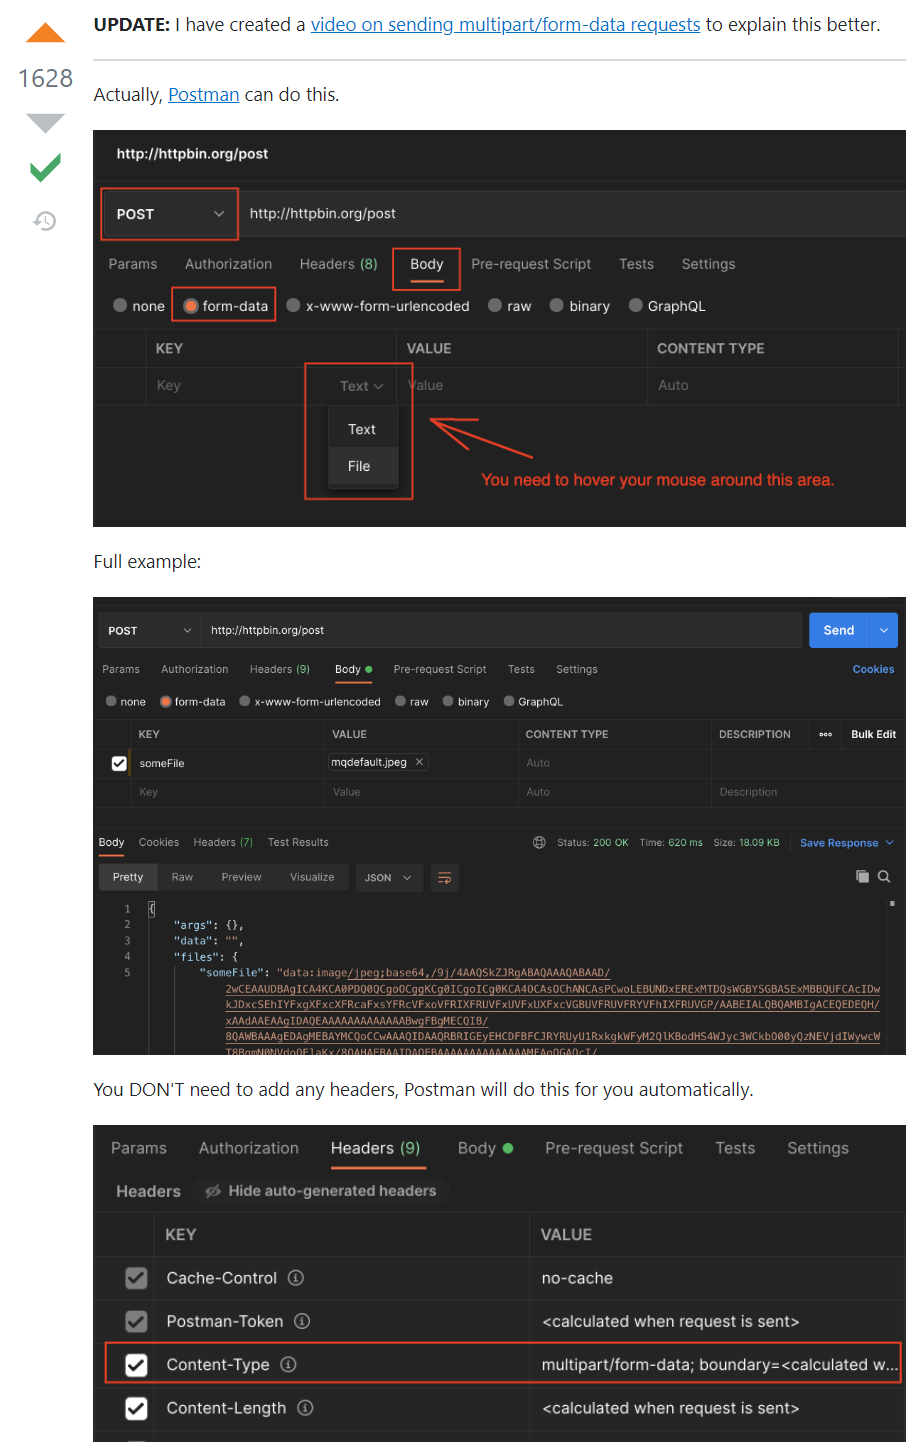 UPDATE: I have created a video on sending multipart/form-data requests to explain this better.
1628
Actually, Postman can do this.
http://httpbin.org/post
POST http://httpbin.org/post
Params Authorization Headers (8) Body Pre-request Script Tests Settings
none form-data x-www-form-urlencoded raw binary GraphQL
KEY VALUE CONTENT TYPE
Key Text Value Auto
Text
File
You need to hover your mouse around this area.
Full example:
POST http://httpbin.org/post Send
Params Authorization Headers (9) Body Pre-request Script Tests Settings Cookies
none form-data x-www-form-urlencoded raw binary GraphQL
KEY VALUE CONTENT TYPE DESCRIPTION ooo Bulk Edit
someFile mqdefault.jpeg × Auto
Key Value Auto Description
Body Cookies Headers (7) Test Results Status: 200 OK Time: 620 ms Size: 18.09 KB Save Response
Pretty Raw Preview Visualize JSON
1 {
2 "args": {},
3 "data": "",
4 "files": {
5 "someFile": "data:image/jpeg;base64,/9j/4AAQSkZJRgABAQAAAQABAAD/
You DON'T need to add any headers, Postman will do this for you automatically.
Params Authorization Headers (9) Body Pre-request Script Tests Settings
Headers Hide auto-generated headers
KEY VALUE
Cache-Control no-cache
Postman-Token <calculated when request is sent>
Content-Type multipart/form-data; boundary=<calculated w...
Content-Length <calculated when request is sent>